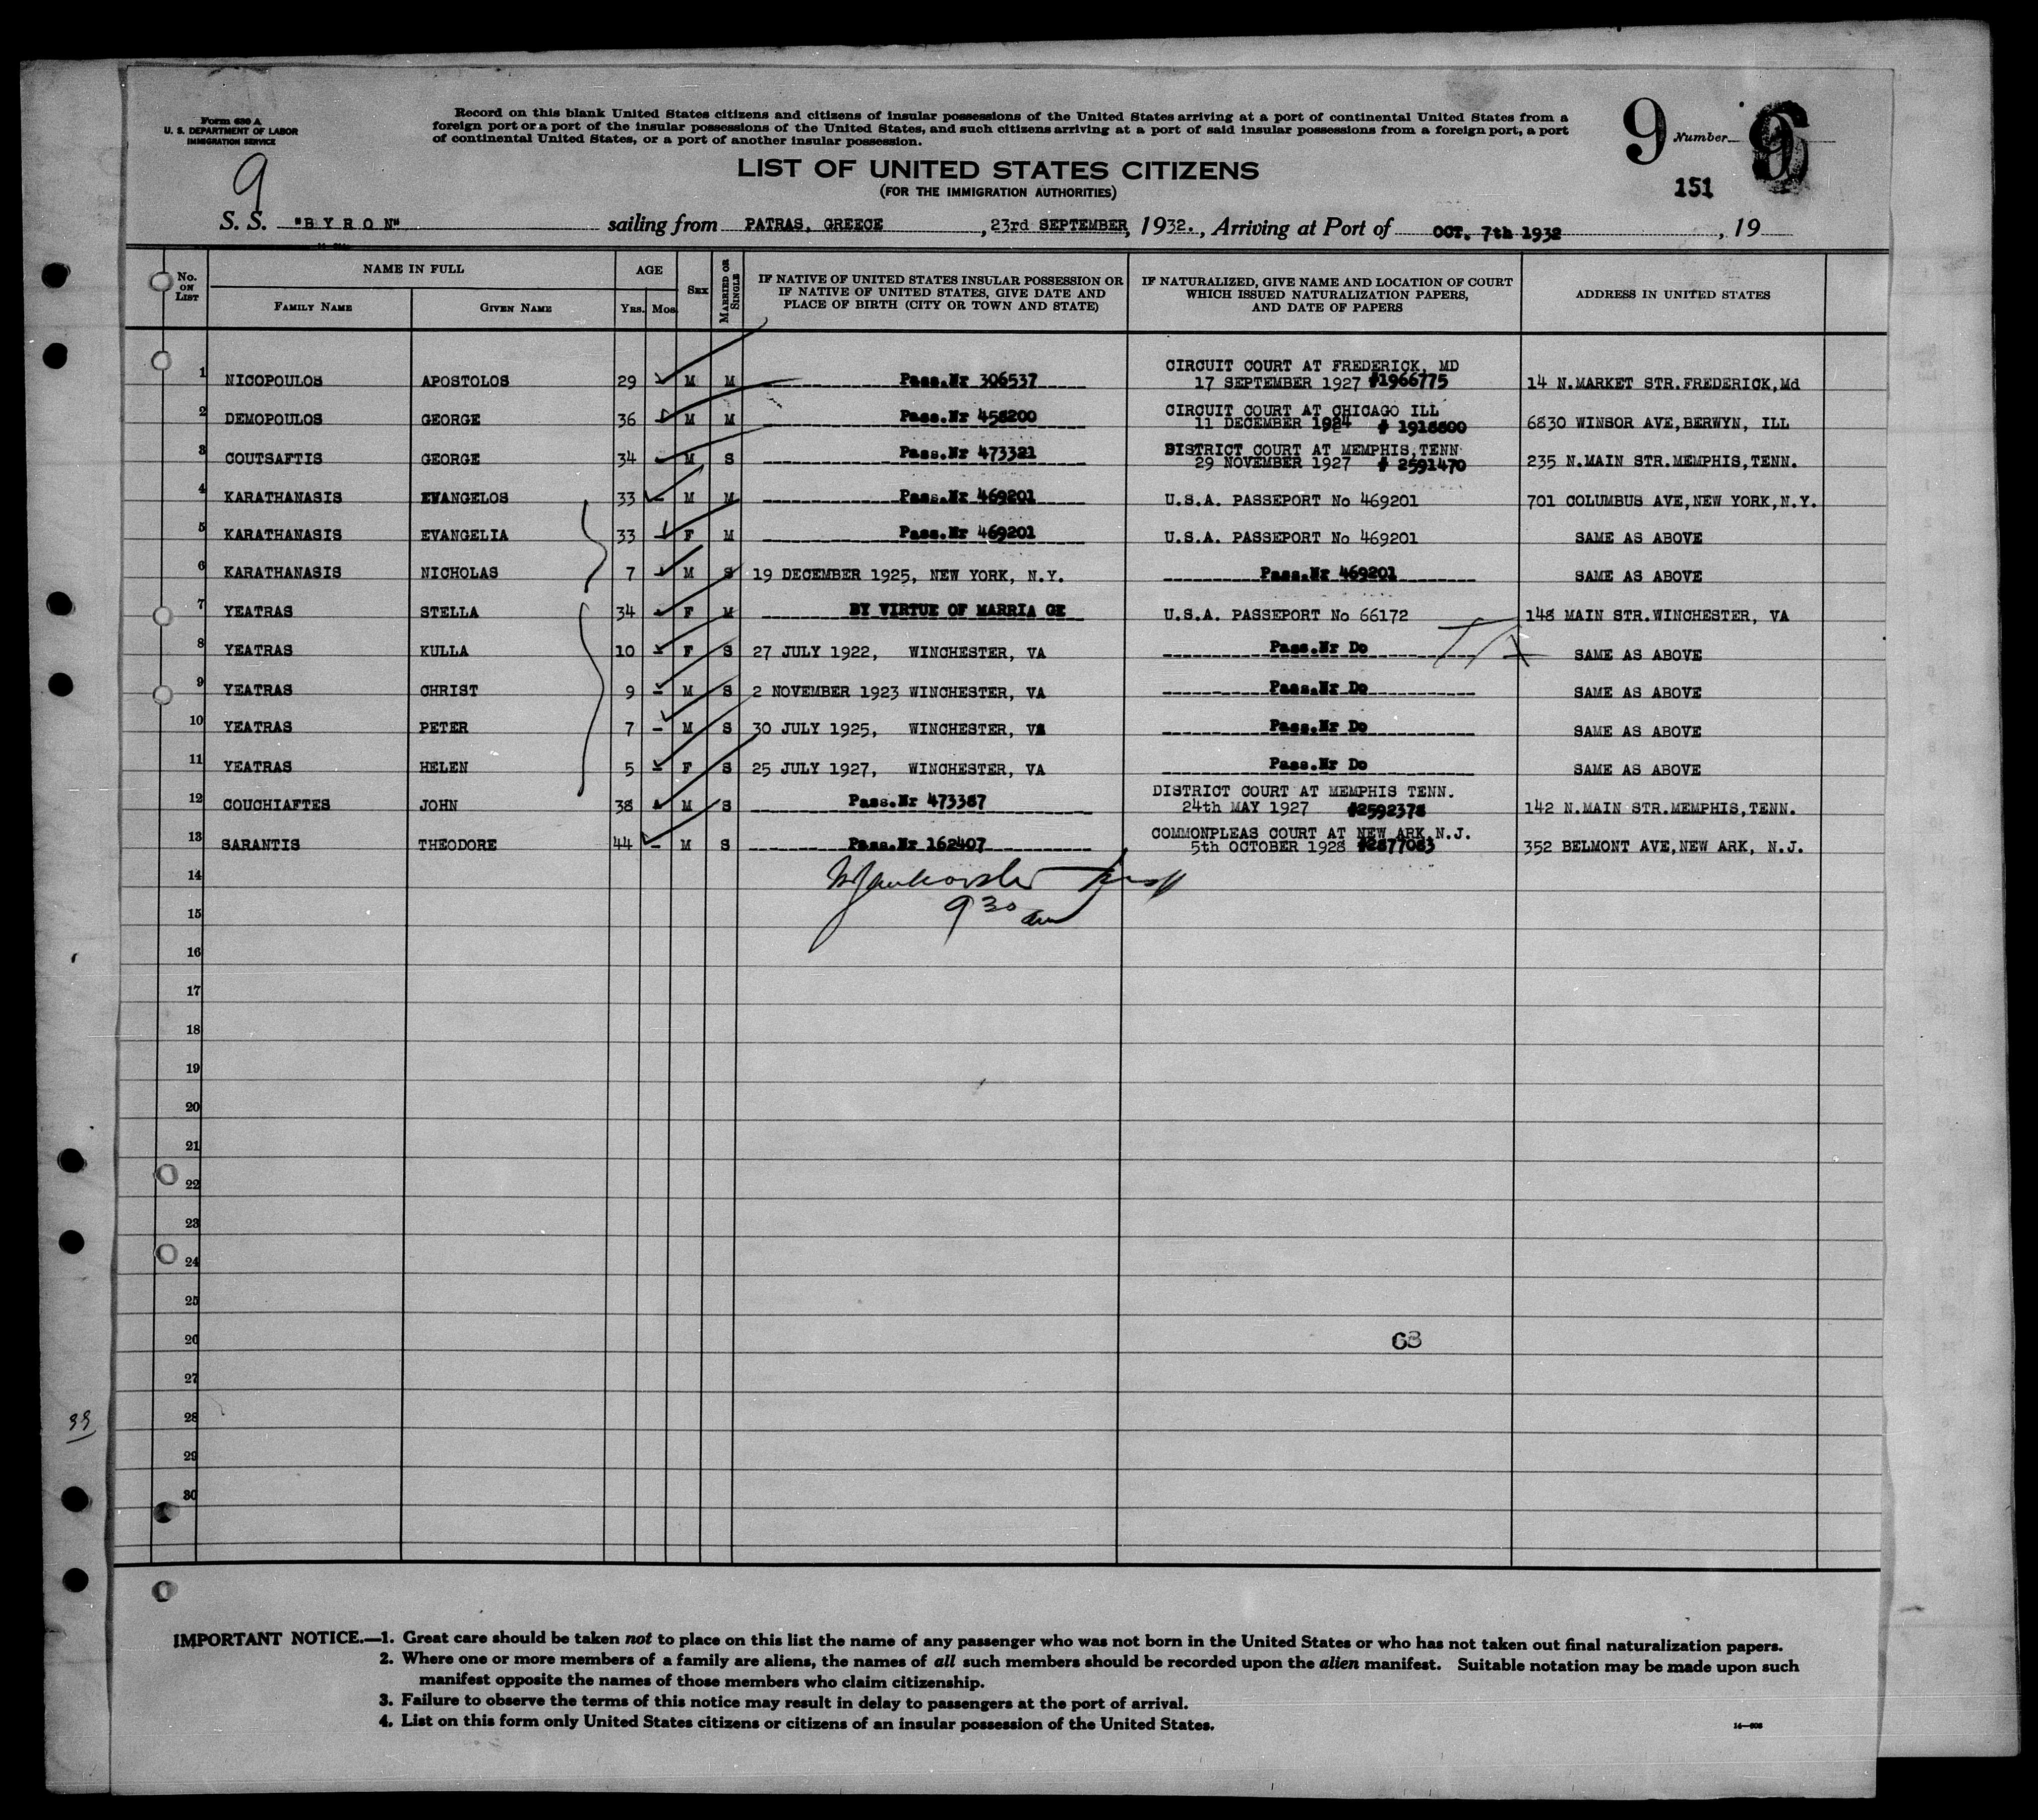 Form 630 A
U. S. DEPARTMENT OF LABOR
IMMIGRATION SERVICE
Record on this blank United States citizens and citizens of insular possessions of the United States arriving at a port of continental United States from a
foreign port or a port of the insular possessions of the United States, and such citizens arriving at a port of said insular possessions from a foreign port, a port
of continental United States, or a port of another insular possession.
9 Number
151
9
LIST OF UNITED STATES CITIZENS
(FOR THE IMMIGRATION AUTHORITIES)
S. S. "BYRON" sailing from PATRAS, GREECE, 23rd SEPTEMBER, 1932., Arriving at Port of OCT. 7th 1932, 19
No. ON LIST NAME IN FULL FAMILY NAME GIVEN NAME AGE YRS. MOS. SEX MARRIED OR SINGLE IF NATIVE OF UNITED STATES INSULAR POSSESSION OR IF NATIVE OF UNITED STATES, GIVE DATE AND PLACE OF BIRTH (CITY OR TOWN AND STATE) IF NATURALIZED, GIVE NAME AND LOCATION OF COURT WHICH ISSUED NATURALIZATION PAPERS, AND DATE OF PAPERS ADDRESS IN UNITED STATES
1 NICOPOULOS APOSTOLOS 29 M M Pass.Nr 306537 CIRCUIT COURT AT FREDERICK, MD 17 SEPTEMBER 1927 #1966775 14 N.MARKET STR.FREDERICK,Md
2 DEMOPOULOS GEORGE 36 M M Pass.Nr 458200 CIRCUIT COURT AT CHICAGO ILL 11 DECEMBER 1924 # 1918800 6830 WINSOR AVE,BERWYN, ILL
3 COUTSAFTIS GEORGE 34 M S Pass.Nr 473321 DISTRICT COURT AT MEMPHIS,TENN 29 NOVEMBER 1927 # 2591470 235 N.MAIN STR.MEMPHIS,TENN.
4 KARATHANASIS EVANGELOS 33 M M Pass.Nr 469201 U.S.A. PASSEPORT No 469201 701 COLUMBUS AVE,NEW YORK,N.Y.
5 KARATHANASIS EVANGELIA 33 F M Pass.Nr 469201 U.S.A. PASSEPORT No 469201 SAME AS ABOVE
6 KARATHANASIS NICHOLAS 7 M S 19 DECEMBER 1925, NEW YORK, N.Y. Pass.Nr 469201 SAME AS ABOVE
7 YEATRAS STELLA 34 F M BY VIRTUE OF MARRIA GE U.S.A. PASSEPORT No 66172 148 MAIN STR.WINCHESTER, VA
8 YEATRAS KULLA 10 F S 27 JULY 1922, WINCHESTER, VA Pass.Nr Do SAME AS ABOVE
9 YEATRAS CHRIST 9 M S 2 NOVEMBER 1923 WINCHESTER, VA Pass.Nr Do SAME AS ABOVE
10 YEATRAS PETER 7 M S 30 JULY 1925, WINCHESTER, VA Pass.Nr Do SAME AS ABOVE
11 YEATRAS HELEN 5 F S 25 JULY 1927, WINCHESTER, VA Pass.Nr Do SAME AS ABOVE
12 COUCHIAFTES JOHN 38 M S Pass.Nr 473387 DISTRICT COURT AT MEMPHIS TENN. 24th MAY 1927 #2592378 142 N.MAIN STR.MEMPHIS,TENN.
13 SARANTIS THEODORE 44 M S Pass.Nr 162407 COMMONPLEAS COURT AT NEW ARK,N.J. 5th OCTOBER 1928 #2877083 352 BELMONT AVE,NEW ARK, N.J.
14
15 9 30 am
16
17
18
19
20
21
22
23
24
25
26 63
27
28
29
30
IMPORTANT NOTICE.—1. Great care should be taken not to place on this list the name of any passenger who was not born in the United States or who has not taken out final naturalization papers.
2. Where one or more members of a family are aliens, the names of all such members should be recorded upon the alien manifest. Suitable notation may be made upon such
manifest opposite the names of those members who claim citizenship.
3. Failure to observe the terms of this notice may result in delay to passengers at the port of arrival.
4. List on this form only United States citizens or citizens of an insular possession of the United States.